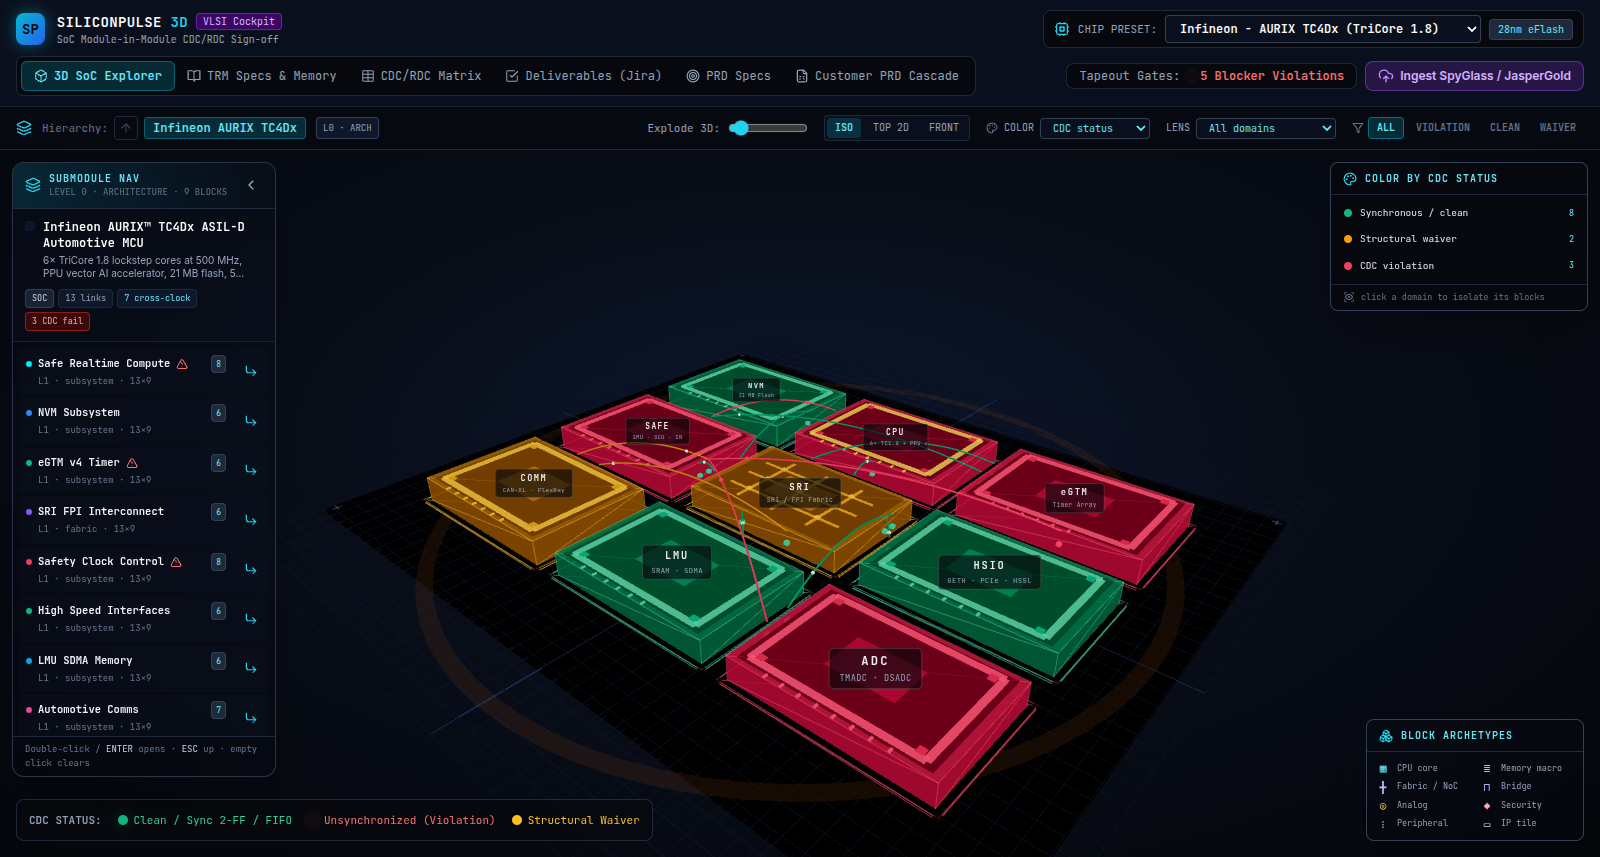 SP
SILICONPULSE 3D VLSI Cockpit
SoC Module-in-Module CDC/RDC Sign-off
CHIP PRESET: Infineon - AURIX TC4Dx (TriCore 1.8) 28nm eFlash
3D SoC Explorer TRM Specs & Memory CDC/RDC Matrix Deliverables (Jira) PRD Specs Customer PRD Cascade
Tapeout Gates: 5 Blocker Violations Ingest SpyGlass / JasperGold
Hierarchy: Infineon AURIX TC4Dx L0 · ARCH
Explode 3D: ISO TOP 2D FRONT COLOR CDC status LENS All domains ALL VIOLATION CLEAN WAIVER
SUBMODULE NAV
LEVEL 0 · ARCHITECTURE · 9 BLOCKS
Infineon AURIX™ TC4Dx ASIL-D
Automotive MCU
6× TriCore 1.8 lockstep cores at 500 MHz,
PPU vector AI accelerator, 21 MB flash, 5...
SOC 13 links 7 cross-clock
3 CDC fail
Safe Realtime Compute 8
L1 · subsystem · 13×9
NVM Subsystem 6
L1 · subsystem · 13×9
eGTM v4 Timer 6
L1 · subsystem · 13×9
SRI FPI Interconnect 6
L1 · fabric · 13×9
Safety Clock Control 8
L1 · subsystem · 13×9
High Speed Interfaces 6
L1 · subsystem · 13×9
LMU SDMA Memory 6
L1 · subsystem · 13×9
Automotive Comms 7
L1 · subsystem · 13×9
Double-click / ENTER opens · ESC up · empty
click clears
COLOR BY CDC STATUS
Synchronous / clean 8
Structural waiver 2
CDC violation 3
click a domain to isolate its blocks
NVM
21 MB Flash
SAFE
SMU · SCU · IR
CPU
6× TC1.8 + PPU
COMM
CAN-XL · FlexRay
SRI
SRI / FPI Fabric
eGTM
Timer Array
LMU
SRAM · SDMA
HSIO
GETH · PCIe · HSSL
ADC
TMADC · DSADC
BLOCK ARCHETYPES
CPU core Memory macro
Fabric / NoC Bridge
Analog Security
Peripheral IP tile
CDC STATUS: Clean / Sync 2-FF / FIFO Unsynchronized (Violation) Structural Waiver